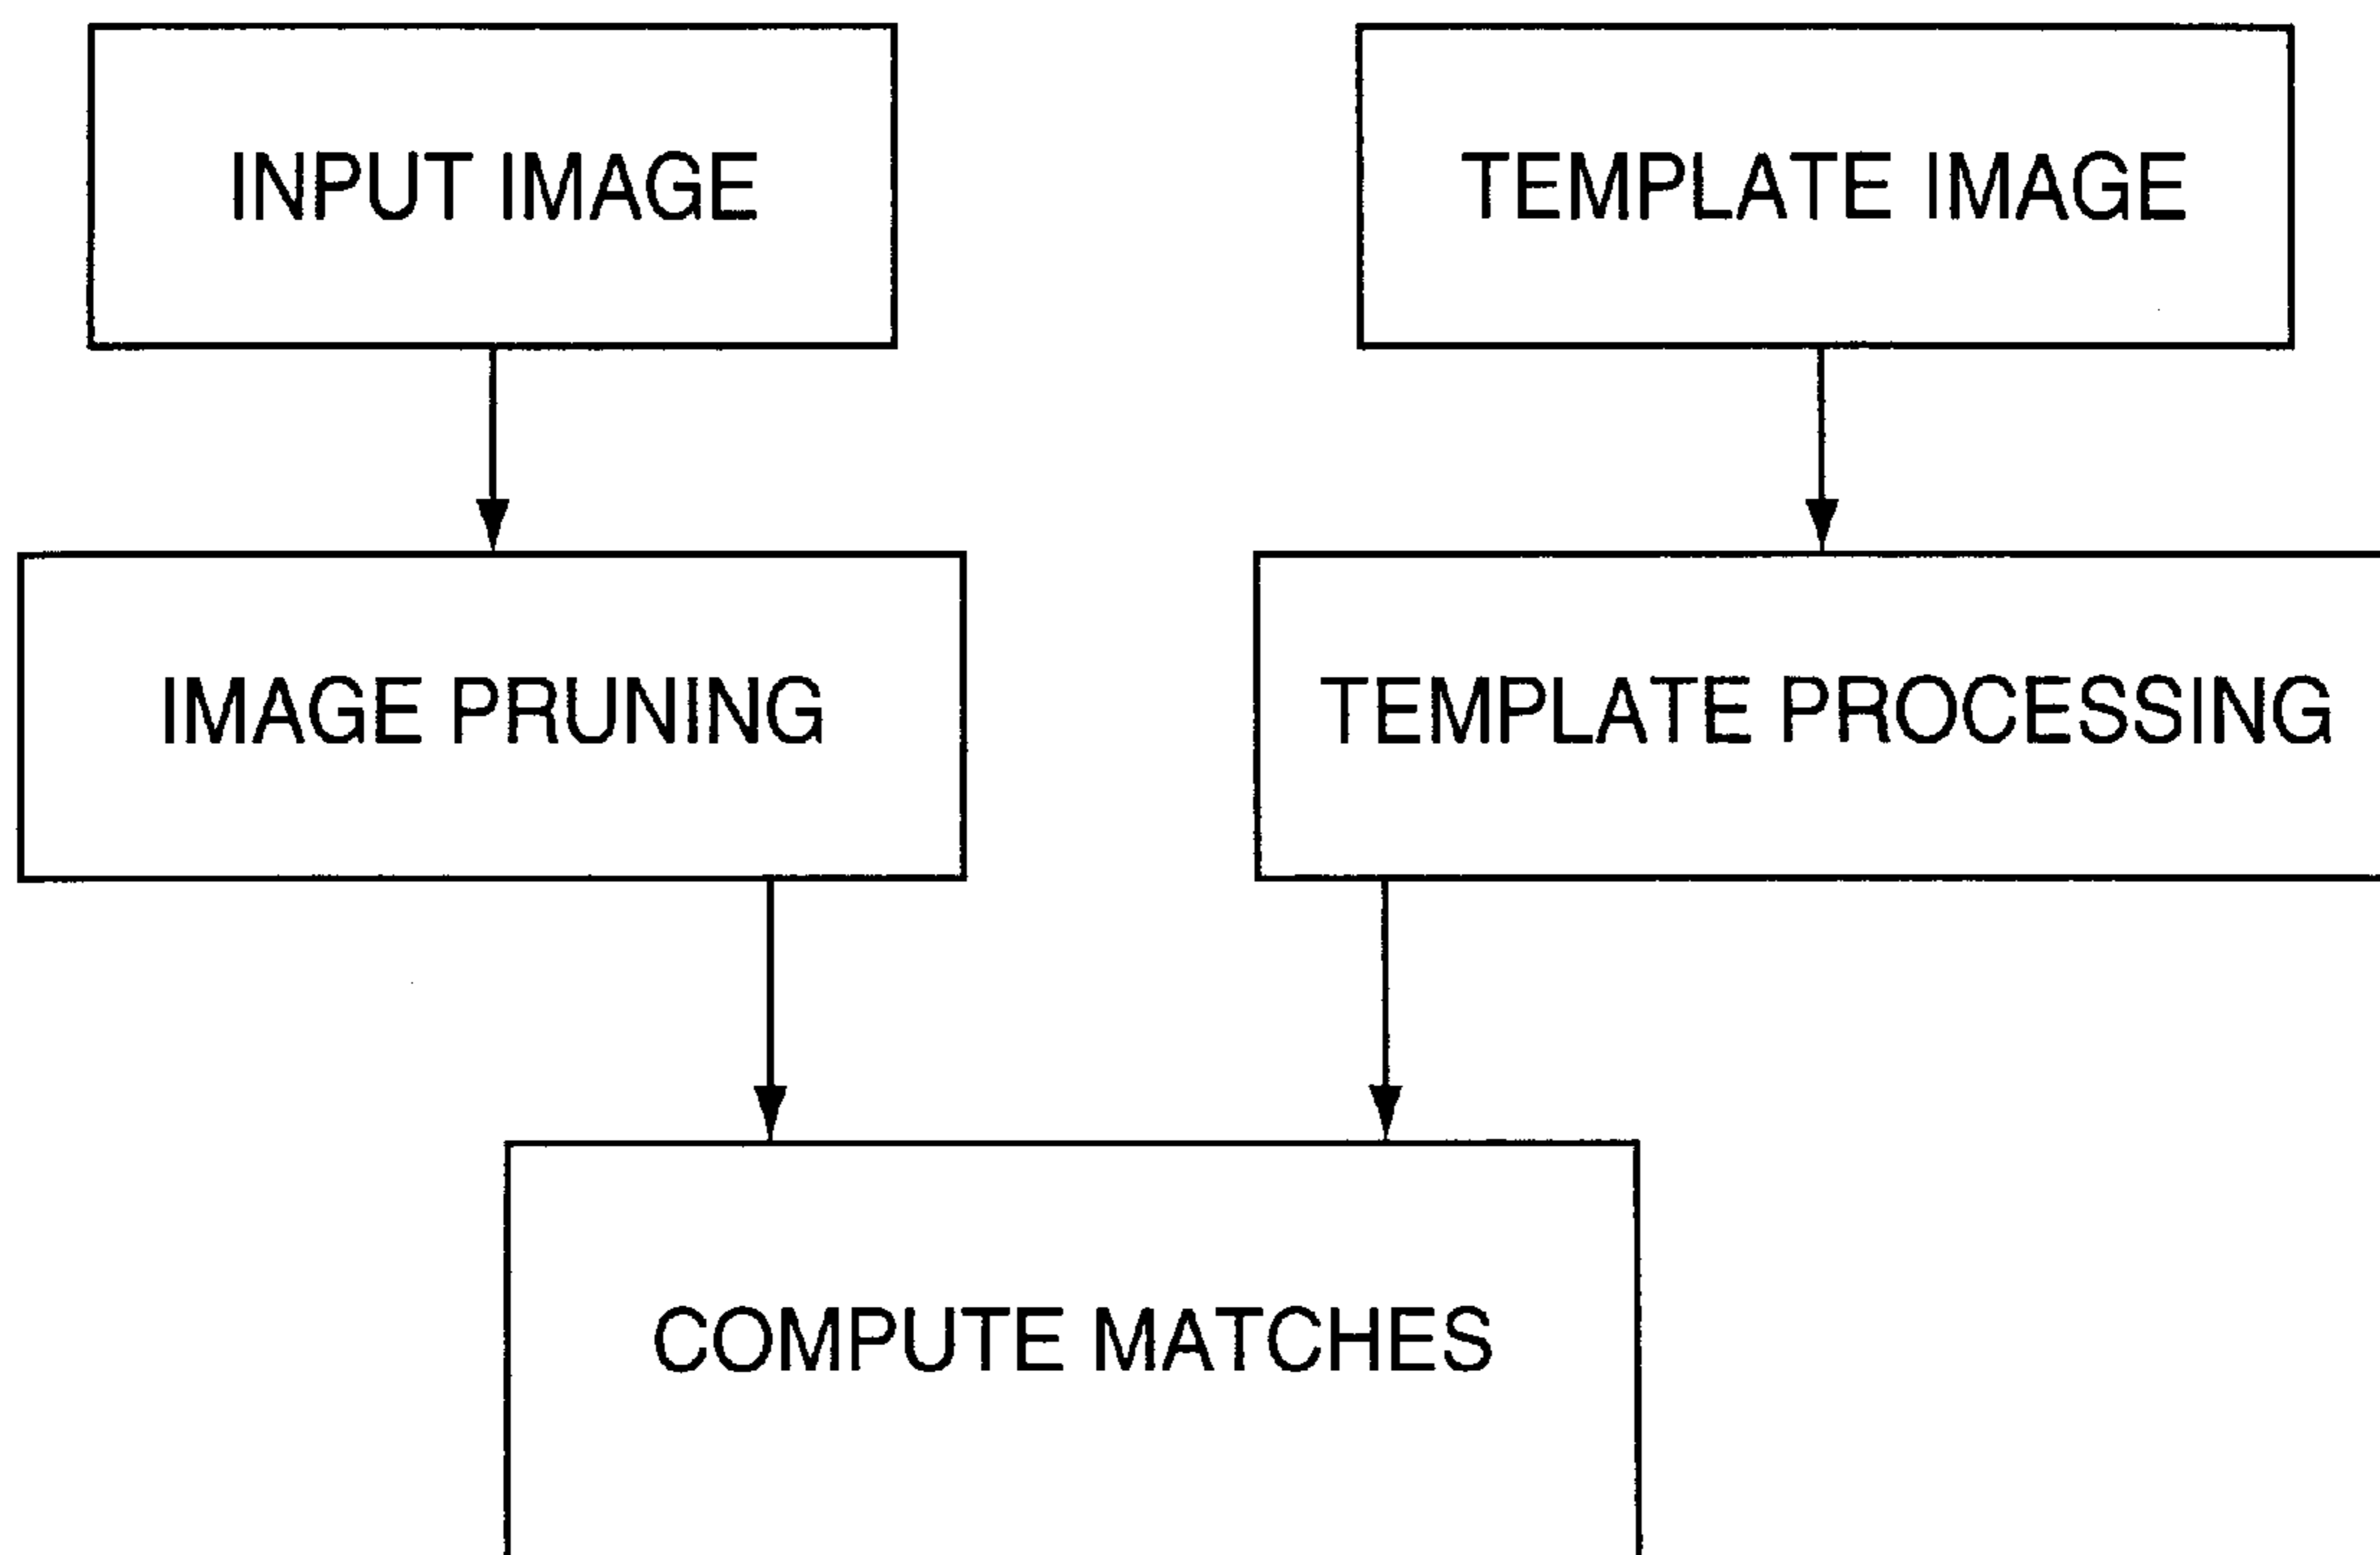 INPUT IMAGE
TEMPLATE IMAGE
IMAGE PRUNING
TEMPLATE PROCESSING
COMPUTE MATCHES